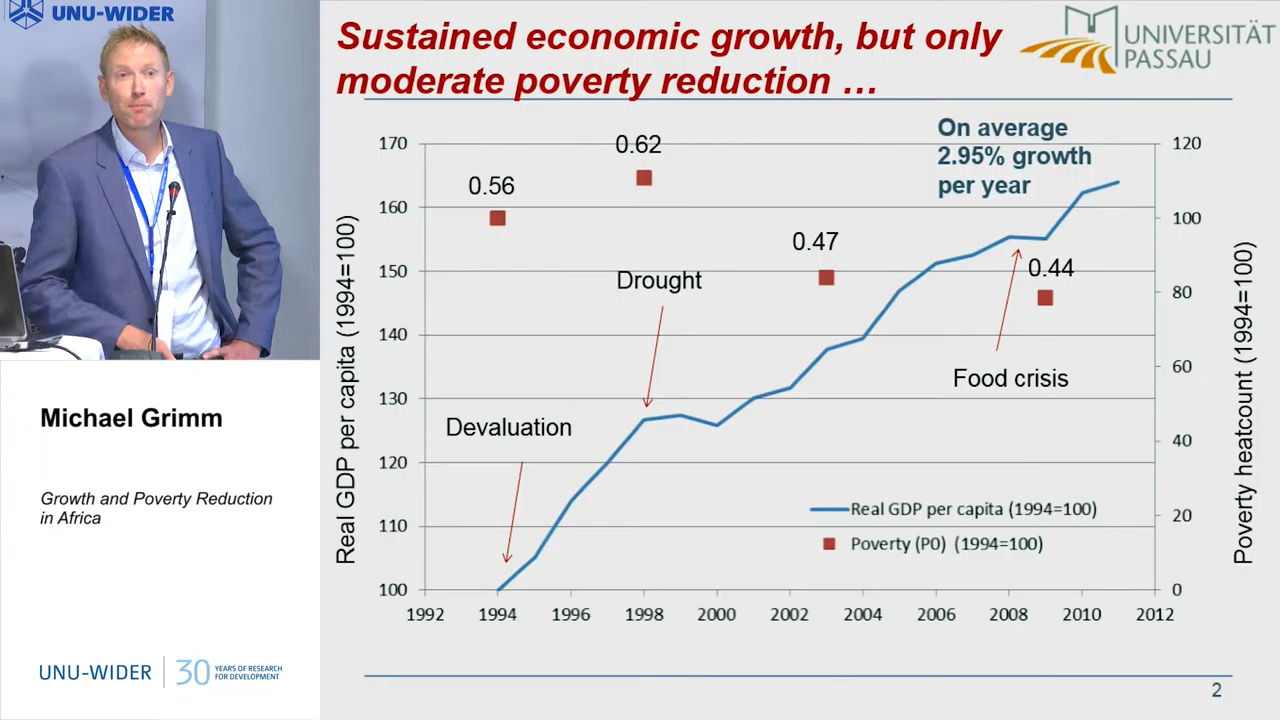 UNU-WIDER
Michael Grimm
Growth and Poverty Reduction
in Africa
UNU-WIDER
30
YEARS OF RESEARCH
FOR DEVELOPMENT
Sustained economic growth, but only
moderate poverty reduction …
UNIVERSITÄT
PASSAU
On average
2.95% growth
per year
Real GDP per capita (1994=100)
170
160
150
140
130
120
110
100
0.56
0.62
0.47
0.44
Drought
Devaluation
Food crisis
Real GDP per capita (1994=100)
Poverty (P0) (1994=100)
120
100
80
60
40
20
0
Poverty heatcount (1994=100)
1992 1994 1996 1998 2000 2002 2004 2006 2008 2010 2012
2